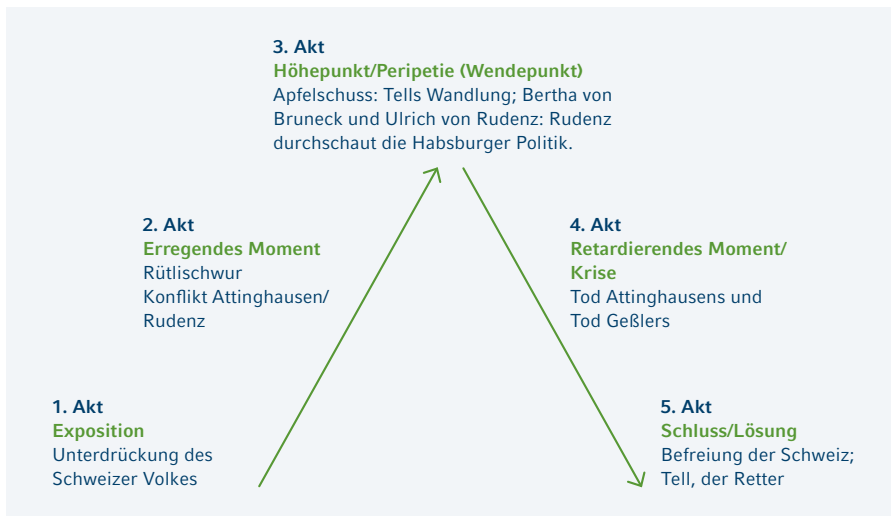 3. Akt
Höhepunkt/Peripetie (Wendepunkt)
Apfelschuss: Tells Wandlung; Bertha von
Bruneck und Ulrich von Rudenz: Rudenz
durchschaut die Habsburger Politik.
2. Akt
Erregendes Moment
Rütlischwur
Konflikt Attinghausen/
Rudenz
4. Akt
Retardierendes Moment/
Krise
Tod Attinghausens und
Tod Geßlers
1. Akt
Exposition
Unterdrückung des
Schweizer Volkes
5. Akt
Schluss/Lösung
Befreiung der Schweiz;
Tell, der Retter